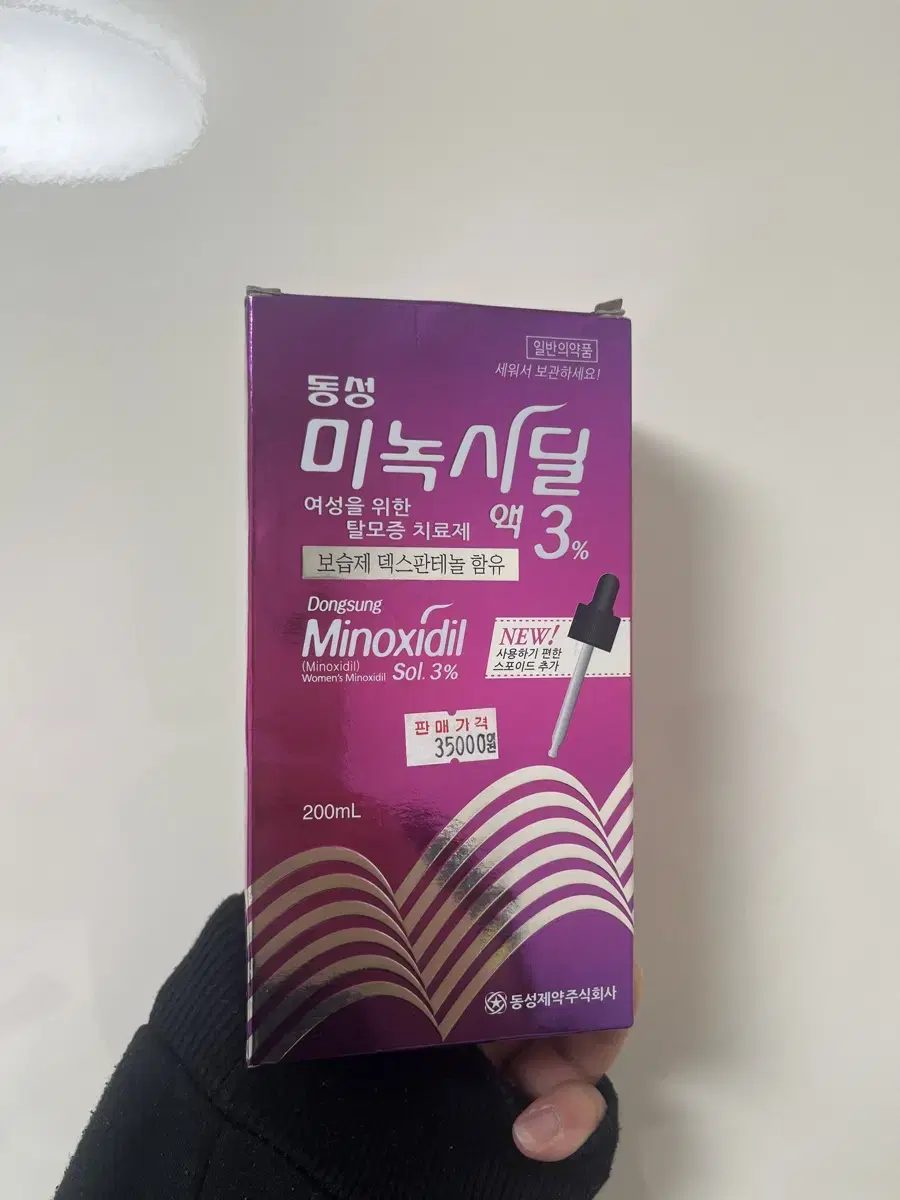 일반의약품
세워서 보관하세요!
동성
미녹시딜
액 3%
여성을 위한
탈모증 치료제
보습제 덱스판테놀 함유
Dongsung
Minoxidil
(Minoxidil)
Women's Minoxidil Sol. 3%
NEW!
사용하기 편한
스포이드 추가
판매가격
35000원
200mL
동성제약주식회사